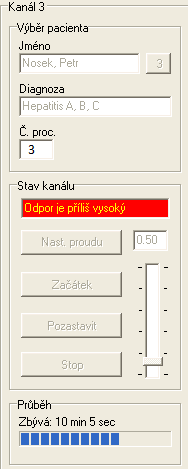 Kanál 3
Výběr pacienta
Jméno
Nosek, Petr
3
Diagnoza
Hepatitis A, B, C
Č. proc.
3
Stav kanálu
Odpor je příliš vysoký
Nast. proudu
0.50
Začátek
Pozastavit
Stop
Průběh
Zbývá: 10 min 5 sec